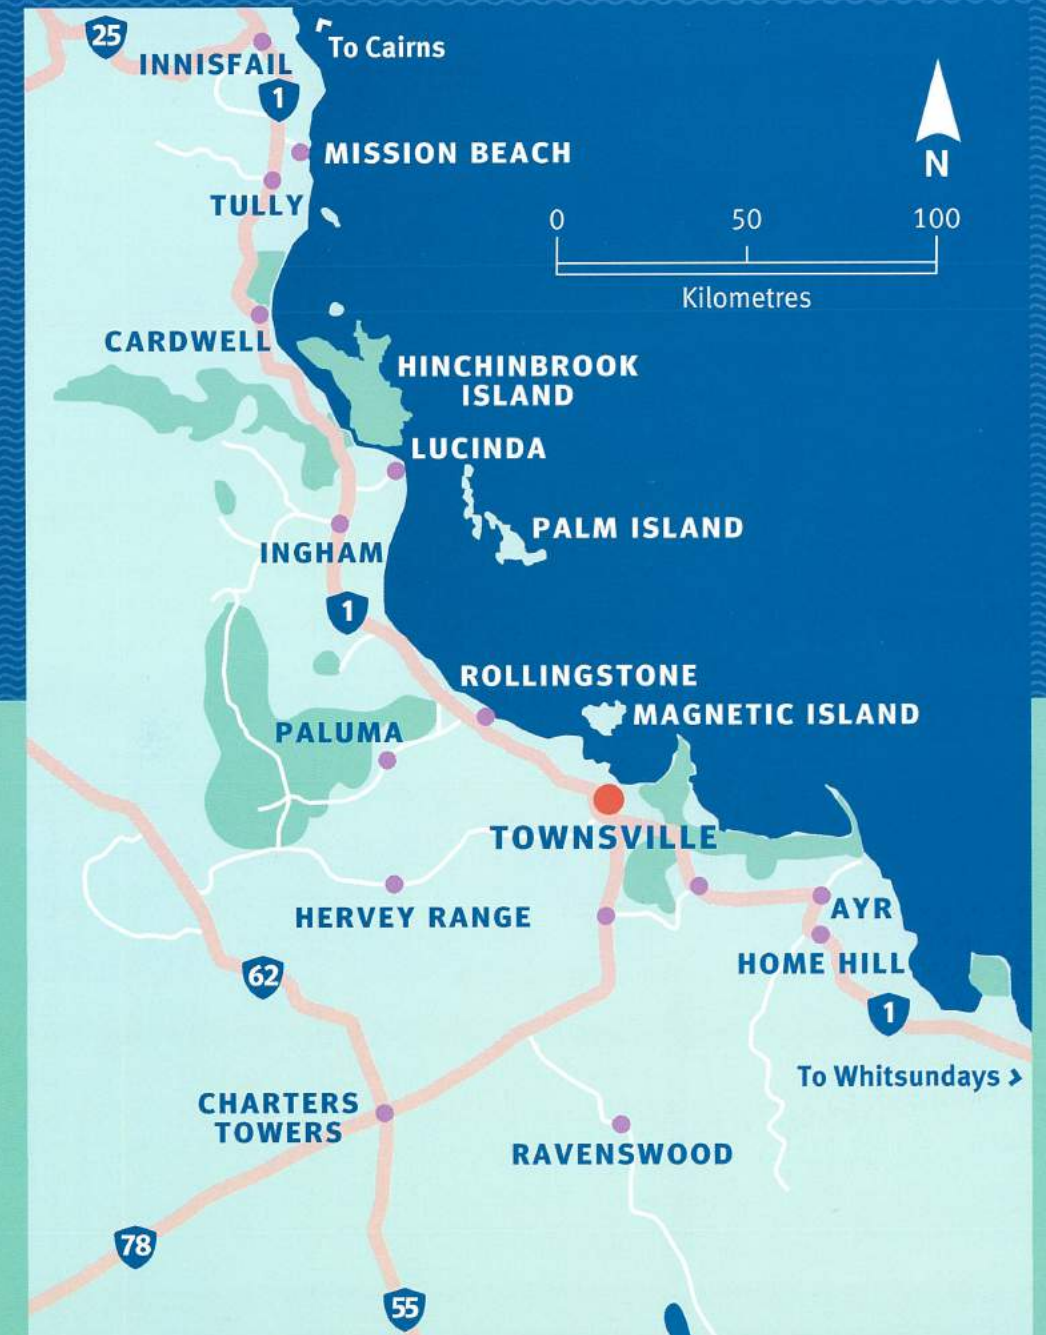 25
To Cairns
INNISFAIL
1
MISSION BEACH
N
TULLY
0 50 100
Kilometres
CARDWELL
HINCHINBROOK
ISLAND
LUCINDA
PALM ISLAND
INGHAM
1
ROLLINGSTONE
MAGNETIC ISLAND
PALUMA
TOWNSVILLE
HERVEY RANGE
AYR
HOME HILL
62
1
To Whitsundays
CHARTERS
TOWERS
RAVENSWOOD
78
55